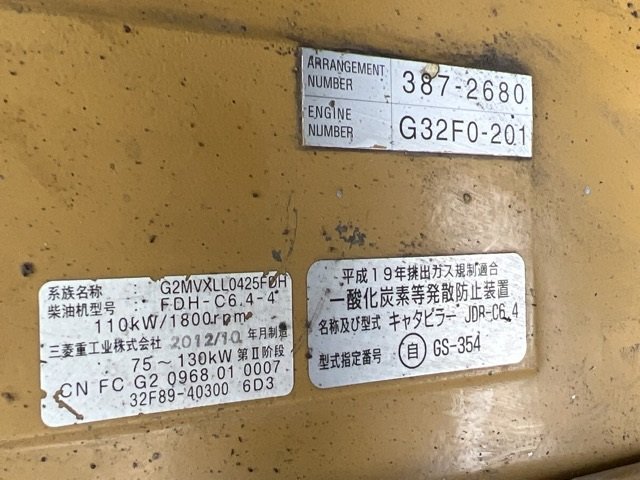 ARRANGEMENT NUMBER 387-2680
ENGINE NUMBER G32F0-201
系族名称 : G2MVXLL0425FDH
柴油机型号: FDH-C6.4-4
110kW/1800rpm
三菱重工业株式会社 2012/10 年月制造
75~130kW 第Ⅱ阶段
CN FC G2 0968 01 0007
32F89-40300 6D3
平成19年排出ガス規制適合
一酸化炭素等発散防止装置
名称及び型式 キャタピラー JDR-C6.4
型式指定番号 自 GS-354